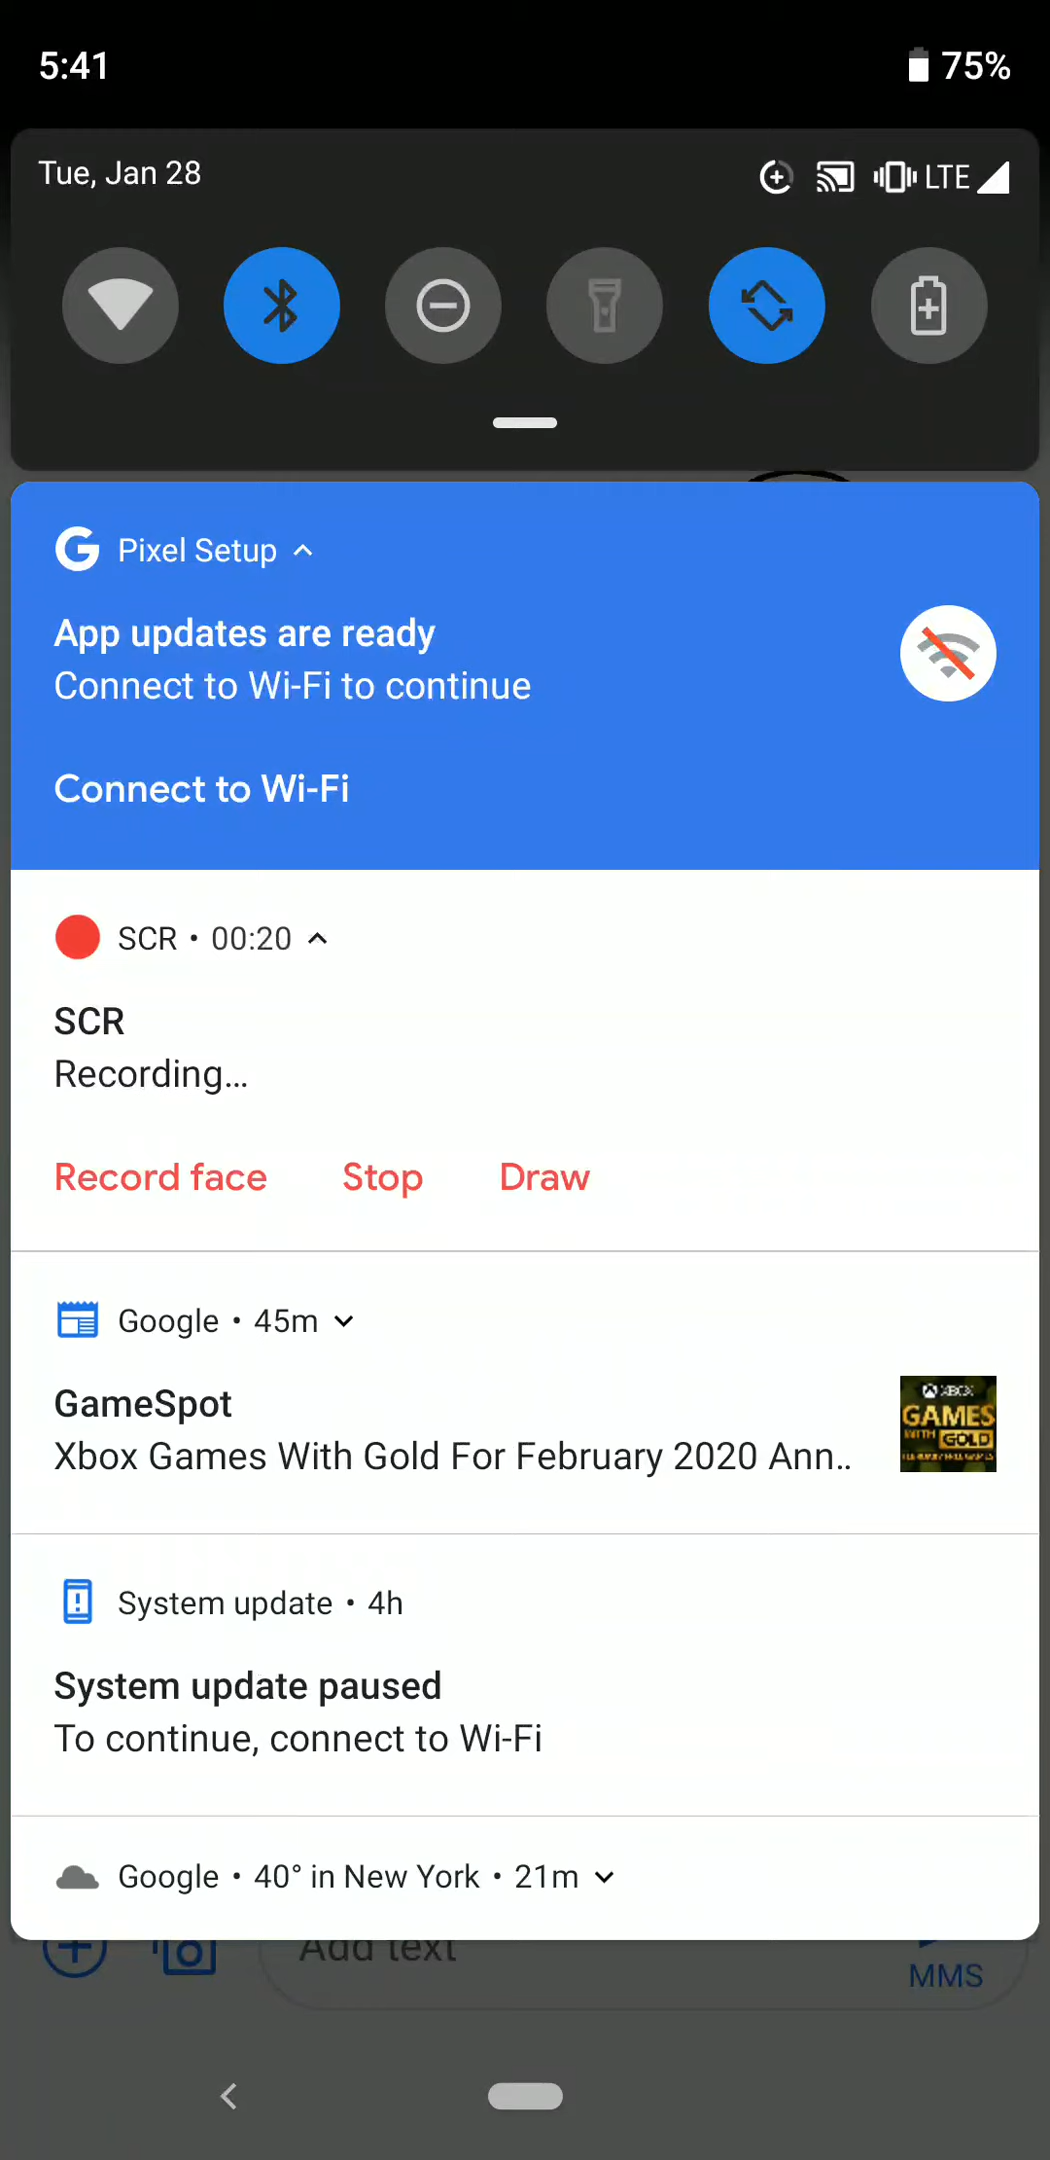 5:41
75%
Tue, Jan 28
LTE
Pixel Setup
App updates are ready
Connect to Wi-Fi to continue
Connect to Wi-Fi
SCR • 00:20
SCR
Recording...
Record face
Stop
Draw
Google • 45m
GameSpot
Xbox Games With Gold For February 2020 Ann..
XBOX
GAMES
WITH GOLD
System update • 4h
System update paused
To continue, connect to Wi-Fi
Google • 40° in New York • 21m
Add text
MMS